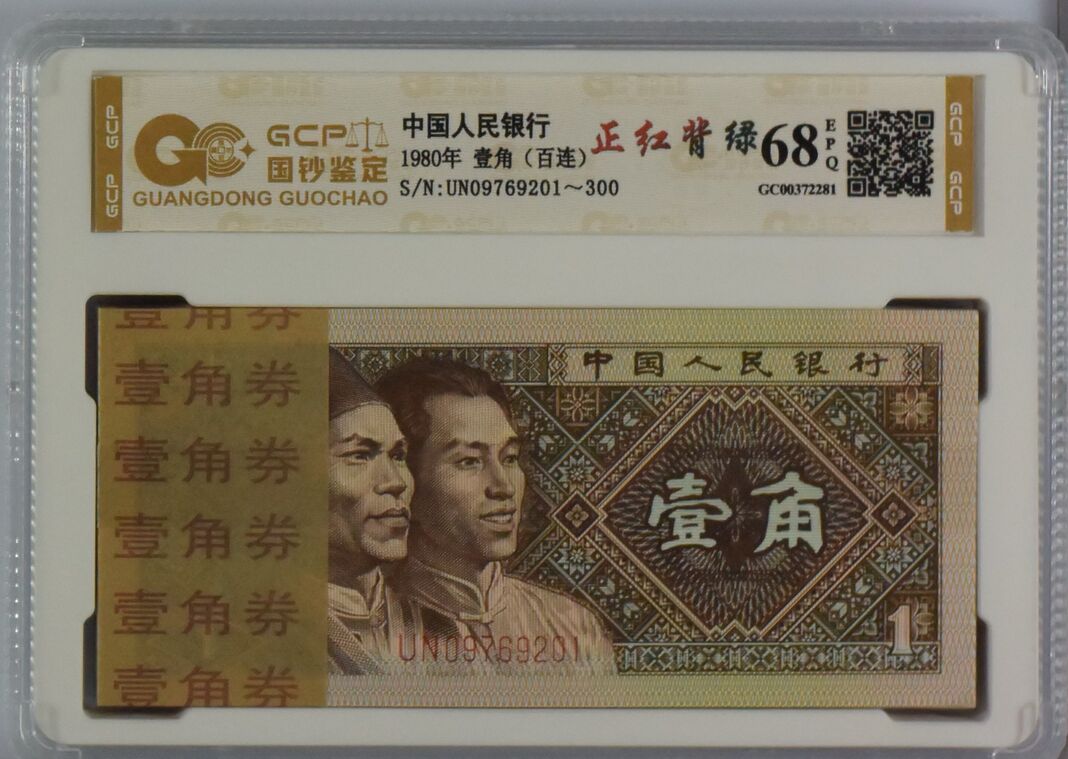 GCP
GCP
GCP
国钞鉴定
GUANGDONG GUOCHAO
中国人民银行
1980年 壹角（百连）
S/N:UN09769201～300
正红背绿
68
EPQ
GC00372281
GCP
GCP
壹角券
壹角券
壹角券
壹角券
壹角券
壹角券
中国人民银行
壹角
UN09769201
1